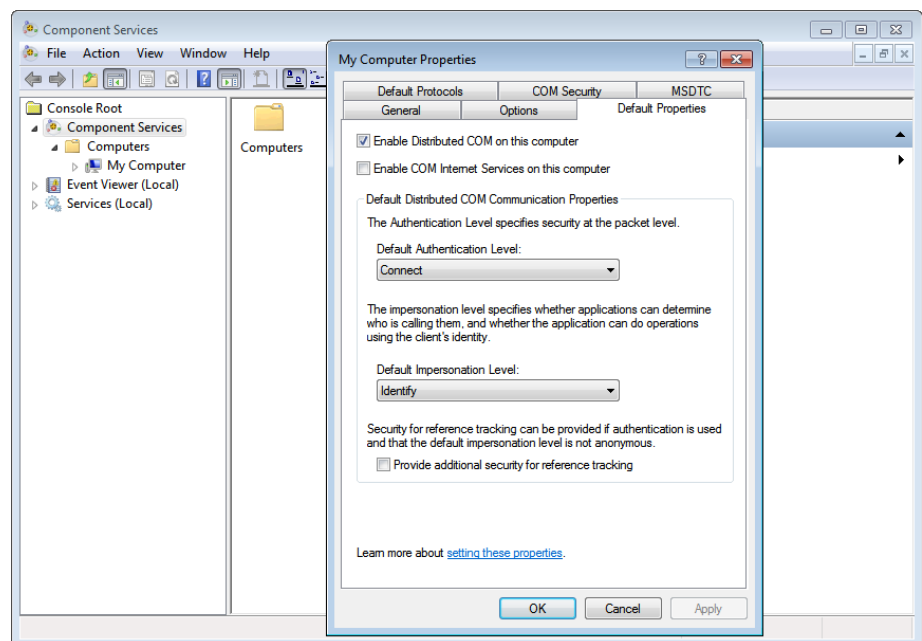 Component Services
File Action View Window Help
Console Root
Component Services
Computers
My Computer
Event Viewer (Local)
Services (Local)
Computers
My Computer Properties
Default Protocols COM Security MSDTC
General Options Default Properties
Enable Distributed COM on this computer
Enable COM Internet Services on this computer
Default Distributed COM Communication Properties
The Authentication Level specifies security at the packet level.
Default Authentication Level:
Connect
The impersonation level specifies whether applications can determine
who is calling them, and whether the application can do operations
using the client's identity.
Default Impersonation Level:
Identify
Security for reference tracking can be provided if authentication is used
and that the default impersonation level is not anonymous.
Provide additional security for reference tracking
Learn more about setting these properties.
OK Cancel Apply